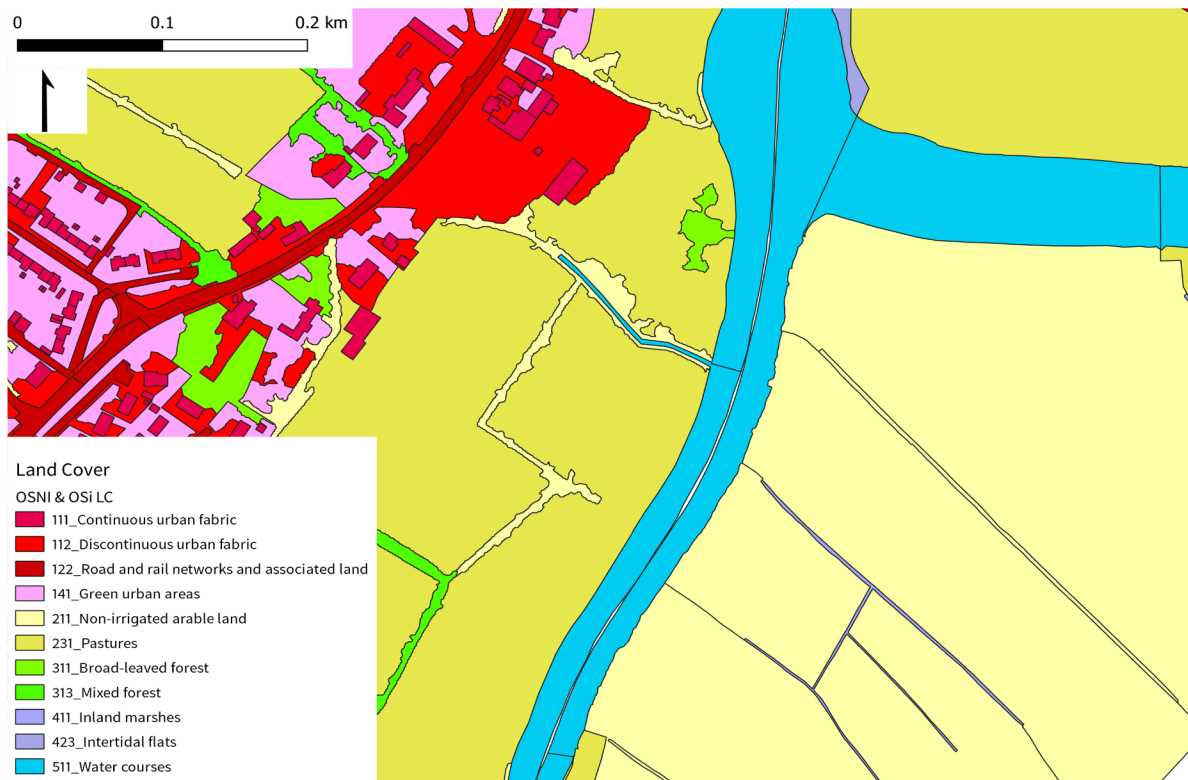 0 0.1 0.2 km
Land Cover
OSNI & OSi LC
111_Continuous urban fabric
112_Discontinuous urban fabric
122_Road and rail networks and associated land
141_Green urban areas
211_Non-irrigated arable land
231_Pastures
311_Broad-leaved forest
313_Mixed forest
411_Inland marshes
423_Intertidal flats
511_Water courses